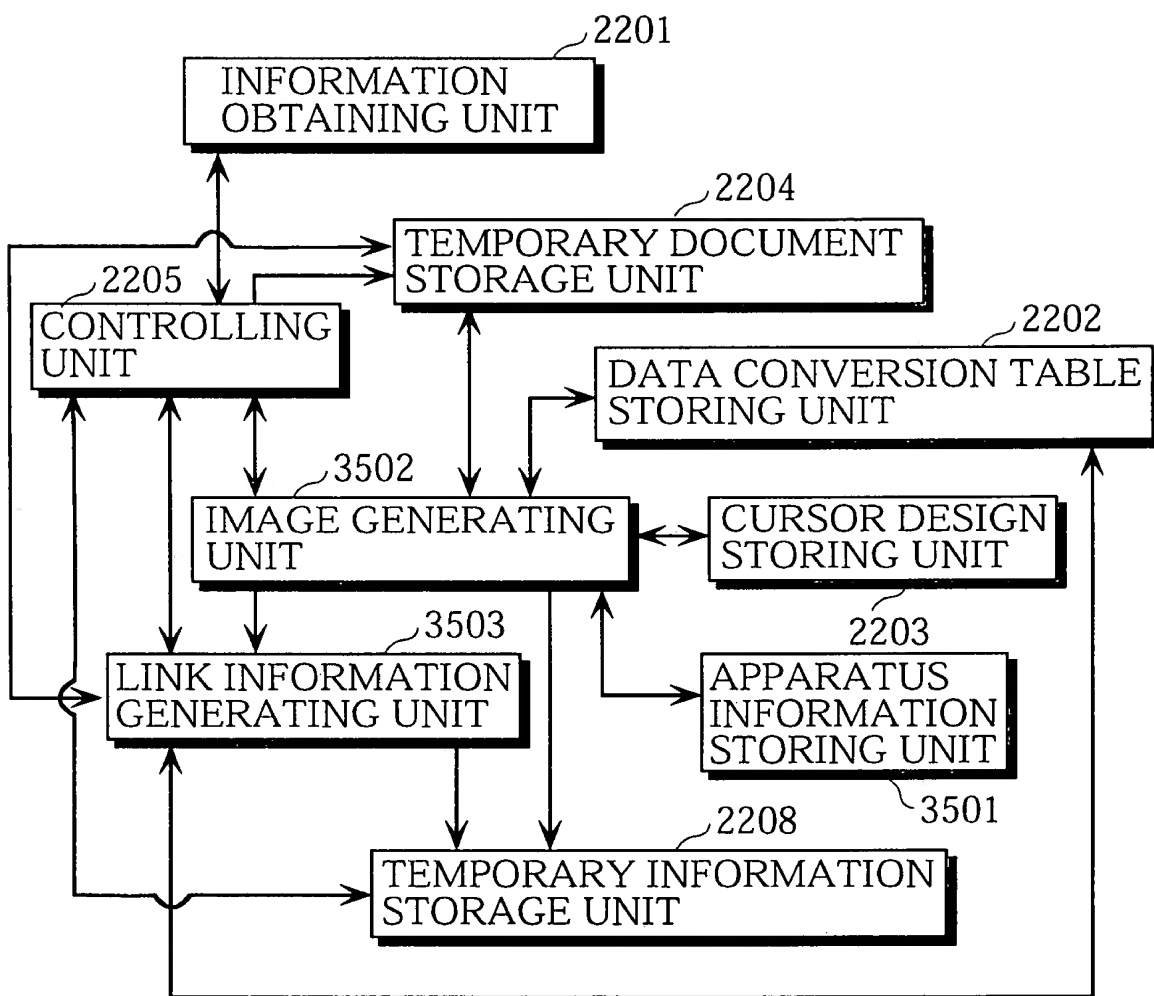 2201
INFORMATION
OBTAINING UNIT
2204
TEMPORARY DOCUMENT
STORAGE UNIT
2205
CONTROLLING
UNIT
2202
DATA CONVERSION TABLE
STORING UNIT
3502
IMAGE GENERATING
UNIT
CURSOR DESIGN
STORING UNIT
2203
3503
LINK INFORMATION
GENERATING UNIT
APPARATUS
INFORMATION
STORING UNIT
3501
2208
TEMPORARY INFORMATION
STORAGE UNIT